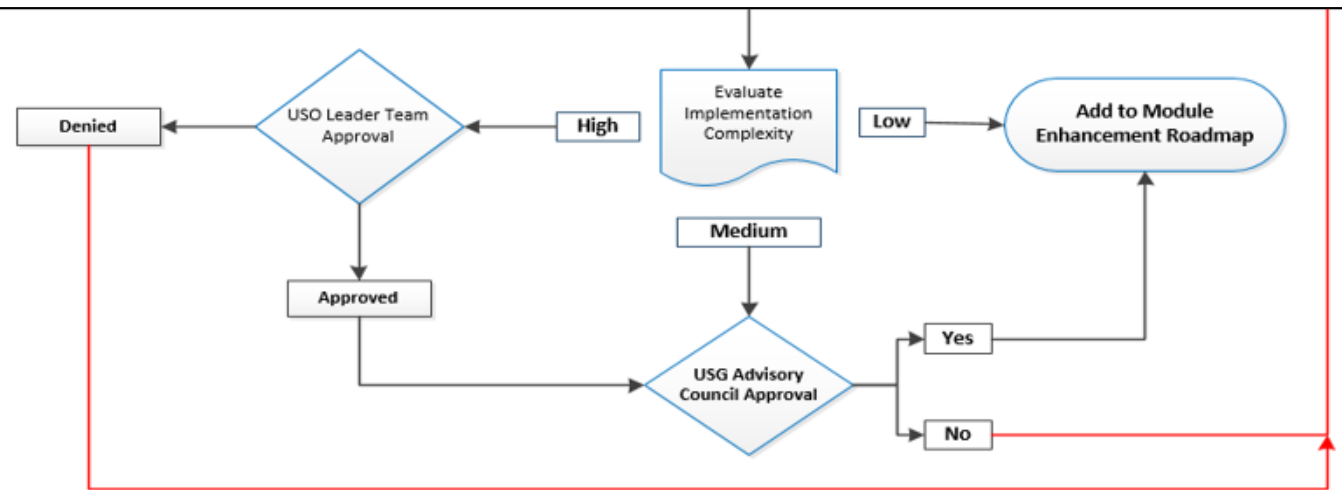 Denied
USO Leader Team
Approval
High
Evaluate
Implementation
Complexity
Low
Add to Module
Enhancement Roadmap
Medium
Approved
USG Advisory
Council Approval
Yes
No